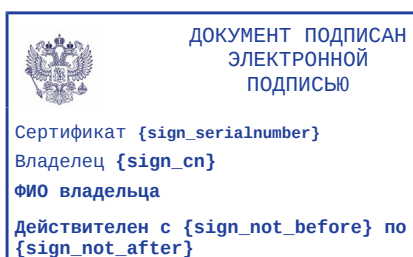 ДОКУМЕНТ ПОДПИСАН
ЭЛЕКТРОННОЙ
ПОДПИСЬЮ
Сертификат {sign_serialnumber}
Владелец {sign_cn}
ФИО владельца
Действителен с {sign_not_before} по
{sign_not_after}